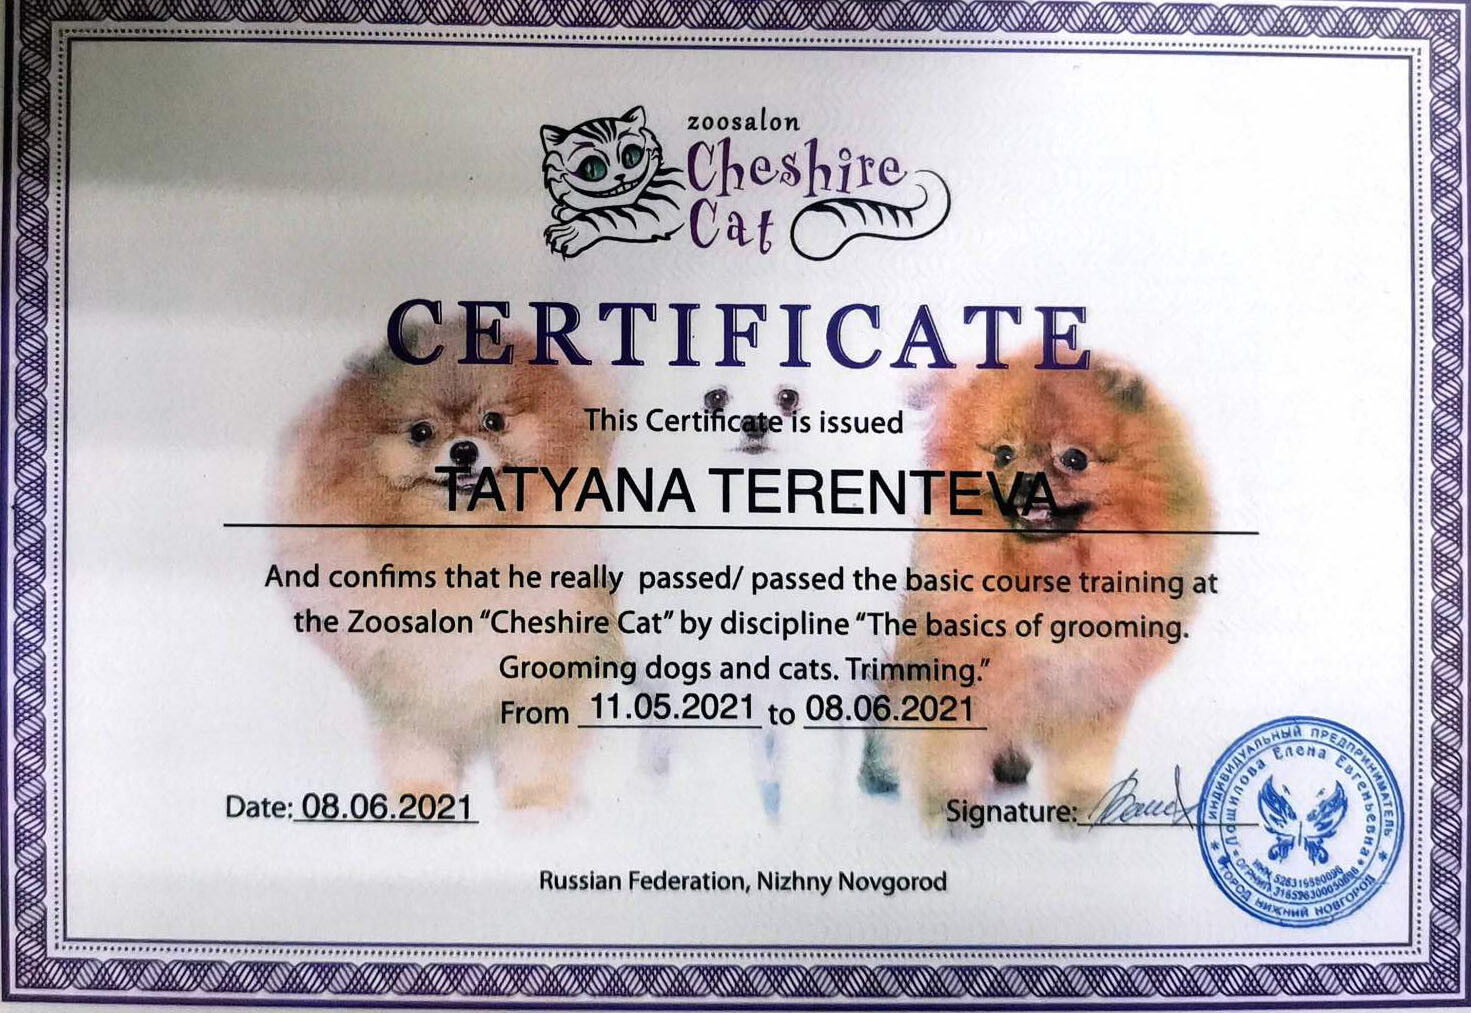 zoosalon
Cheshire
Cat
CERTIFICATE
This Certificate is issued
TATYANA TERENTEVA
And confims that he really passed/ passed the basic course training at
the Zoosalon “Cheshire Cat” by discipline “The basics of grooming.
Grooming dogs and cats. Trimming.”
From 11.05.2021 to 08.06.2021
Date: 08.06.2021
Signature:
ИНДИВИДУАЛЬНЫЙ ПРЕДПРИНИМАТЕЛЬ
Елена Евгеньевна
ГОРОД НИЖНИЙ НОВГОРОД
Russian Federation, Nizhny Novgorod